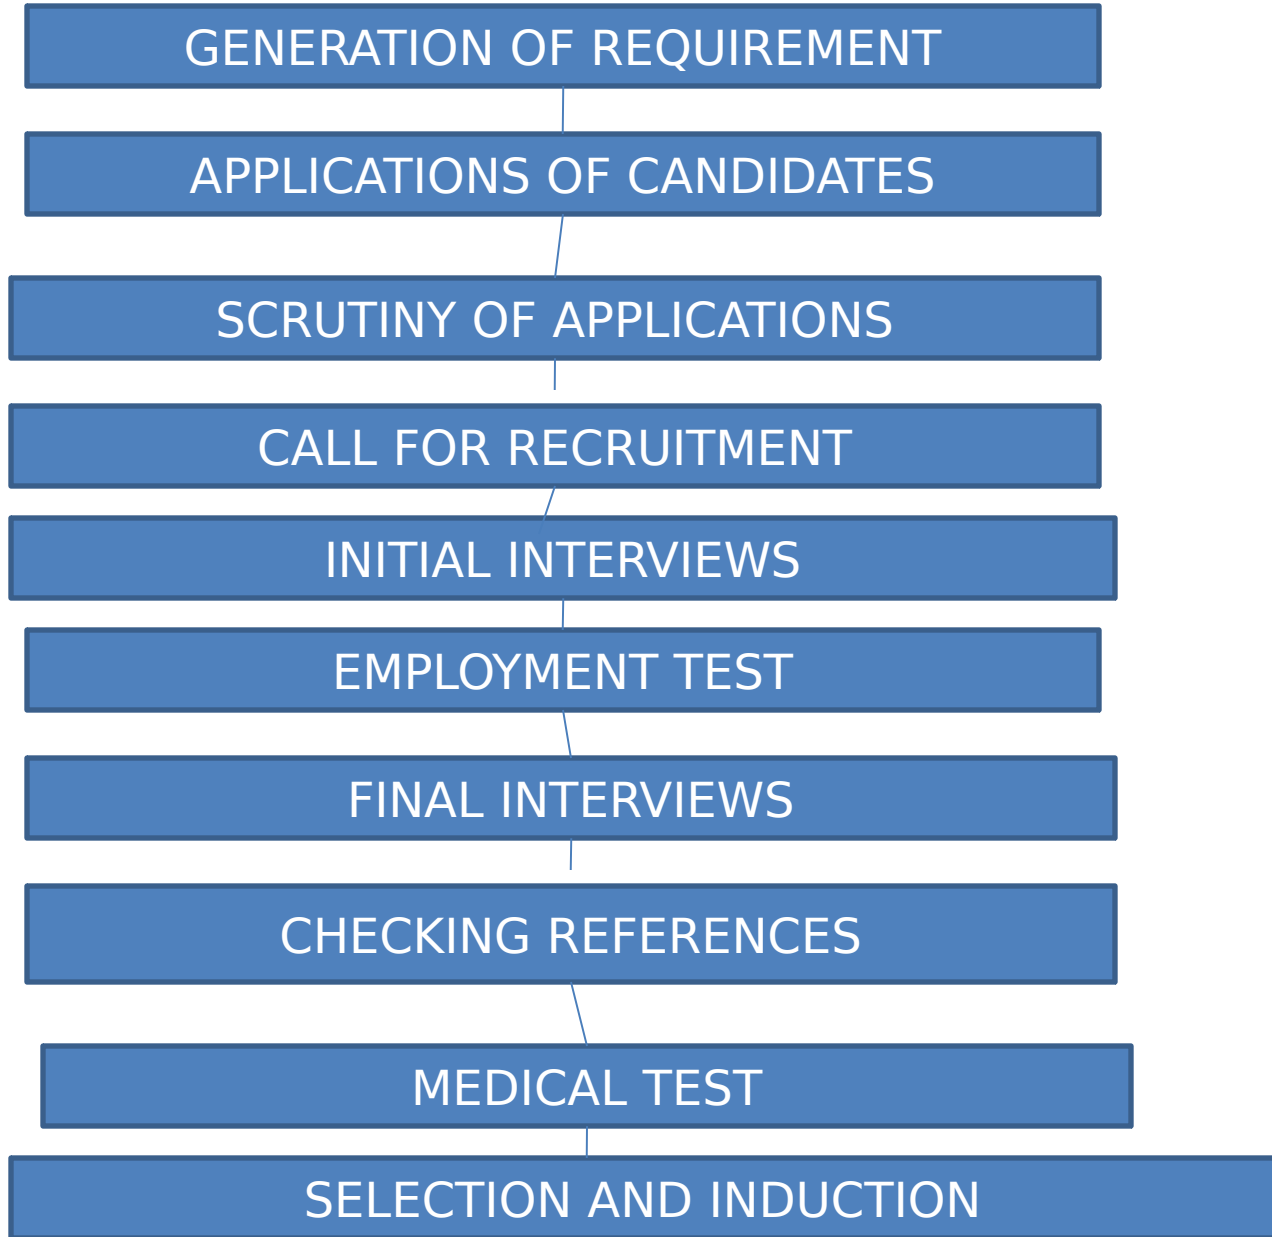 GENERATION OF REQUIREMENT
APPLICATIONS OF CANDIDATES
SCRUTINY OF APPLICATIONS
CALL FOR RECRUITMENT
INITIAL INTERVIEWS
EMPLOYMENT TEST
FINAL INTERVIEWS
CHECKING REFERENCES
MEDICAL TEST
SELECTION AND INDUCTION